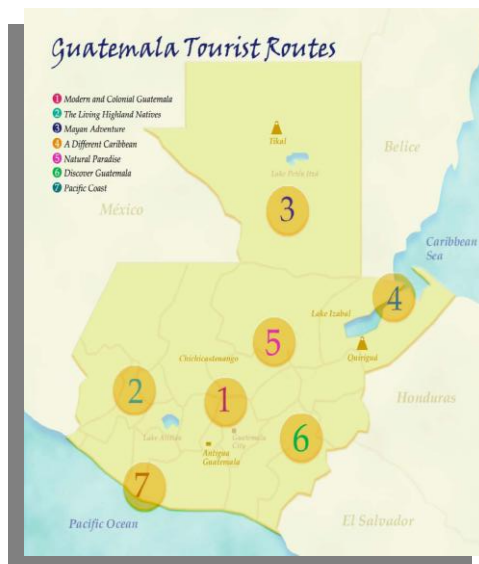 Guatemala Tourist Routes
1 Modern and Colonial Guatemala
2 The Living Highland Natives
3 Mayan Adventure
4 A Different Caribbean
5 Natural Paradise
6 Discover Guatemala
7 Pacific Coast
Tikal
Belice
Lake Petén Itzá
México
3
Caribbean
Sea
4
Lake Izabal
5
Quiriguá
Chichicastenango
2
1
Honduras
Lake Atitlán
Guatemala
City
6
Antigua
Guatemala
7
Pacific Ocean
El Salvador